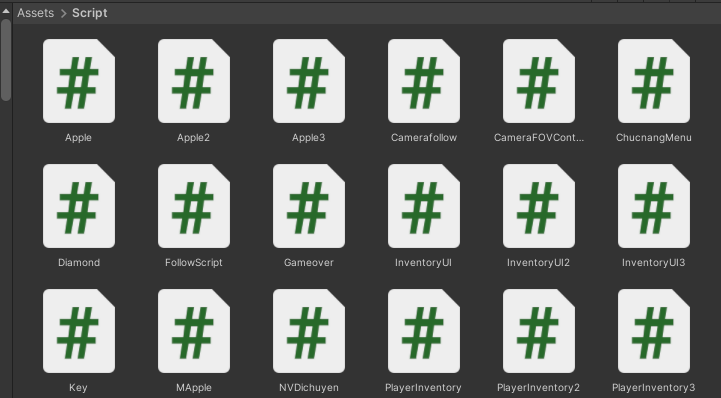 Assets > Script
Apple Apple2 Apple3 Camerafollow CameraFOVCont... ChucnangMenu
Diamond FollowScript Gameover InventoryUI InventoryUI2 InventoryUI3
Key MApple NVDichuyen PlayerInventory PlayerInventory2 PlayerInventory3